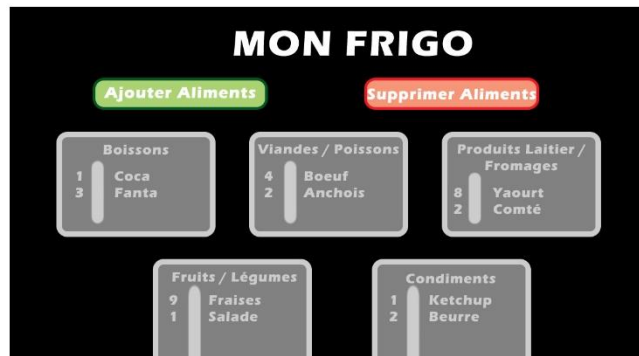 MON FRIGO
Ajouter Aliments
Supprimer Aliments
Boissons
1 Coca
3 Fanta
Viandes / Poissons
4 Boeuf
2 Anchois
Produits Laitier /
Fromages
8 Yaourt
2 Comté
Fruits / Légumes
9 Fraises
1 Salade
Condiments
1 Ketchup
2 Beurre